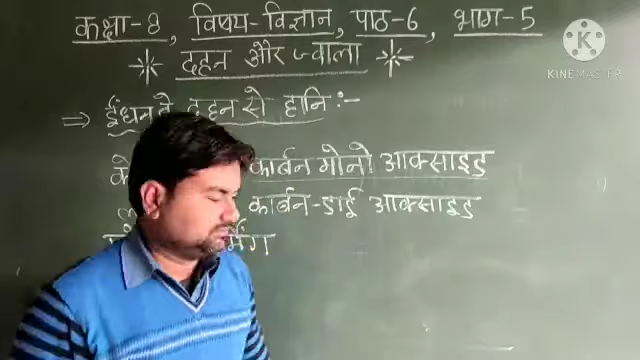 कक्षा-8, विषय-विज्ञान, पाठ-6, भाग-5
दहन और ज्वाला
KINEMASTER
⇒ ईंधन के दहन से हानि :-
कार्बन मोनो आक्साइड
कार्बन-डाई आक्साइड